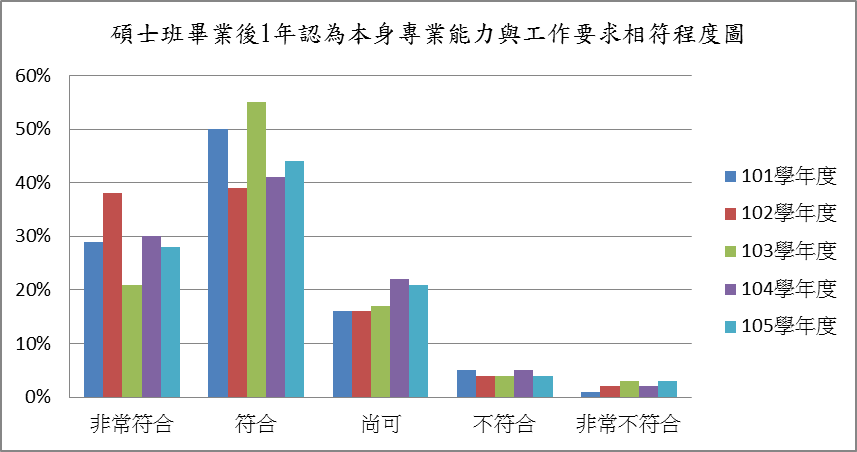 碩士班畢業後1年認為本身專業能力與工作要求相符程度圖
60%
50%
40%
30%
20%
10%
0%
非常符合
符合
尚可
不符合
非常不符合
101學年度
102學年度
103學年度
104學年度
105學年度